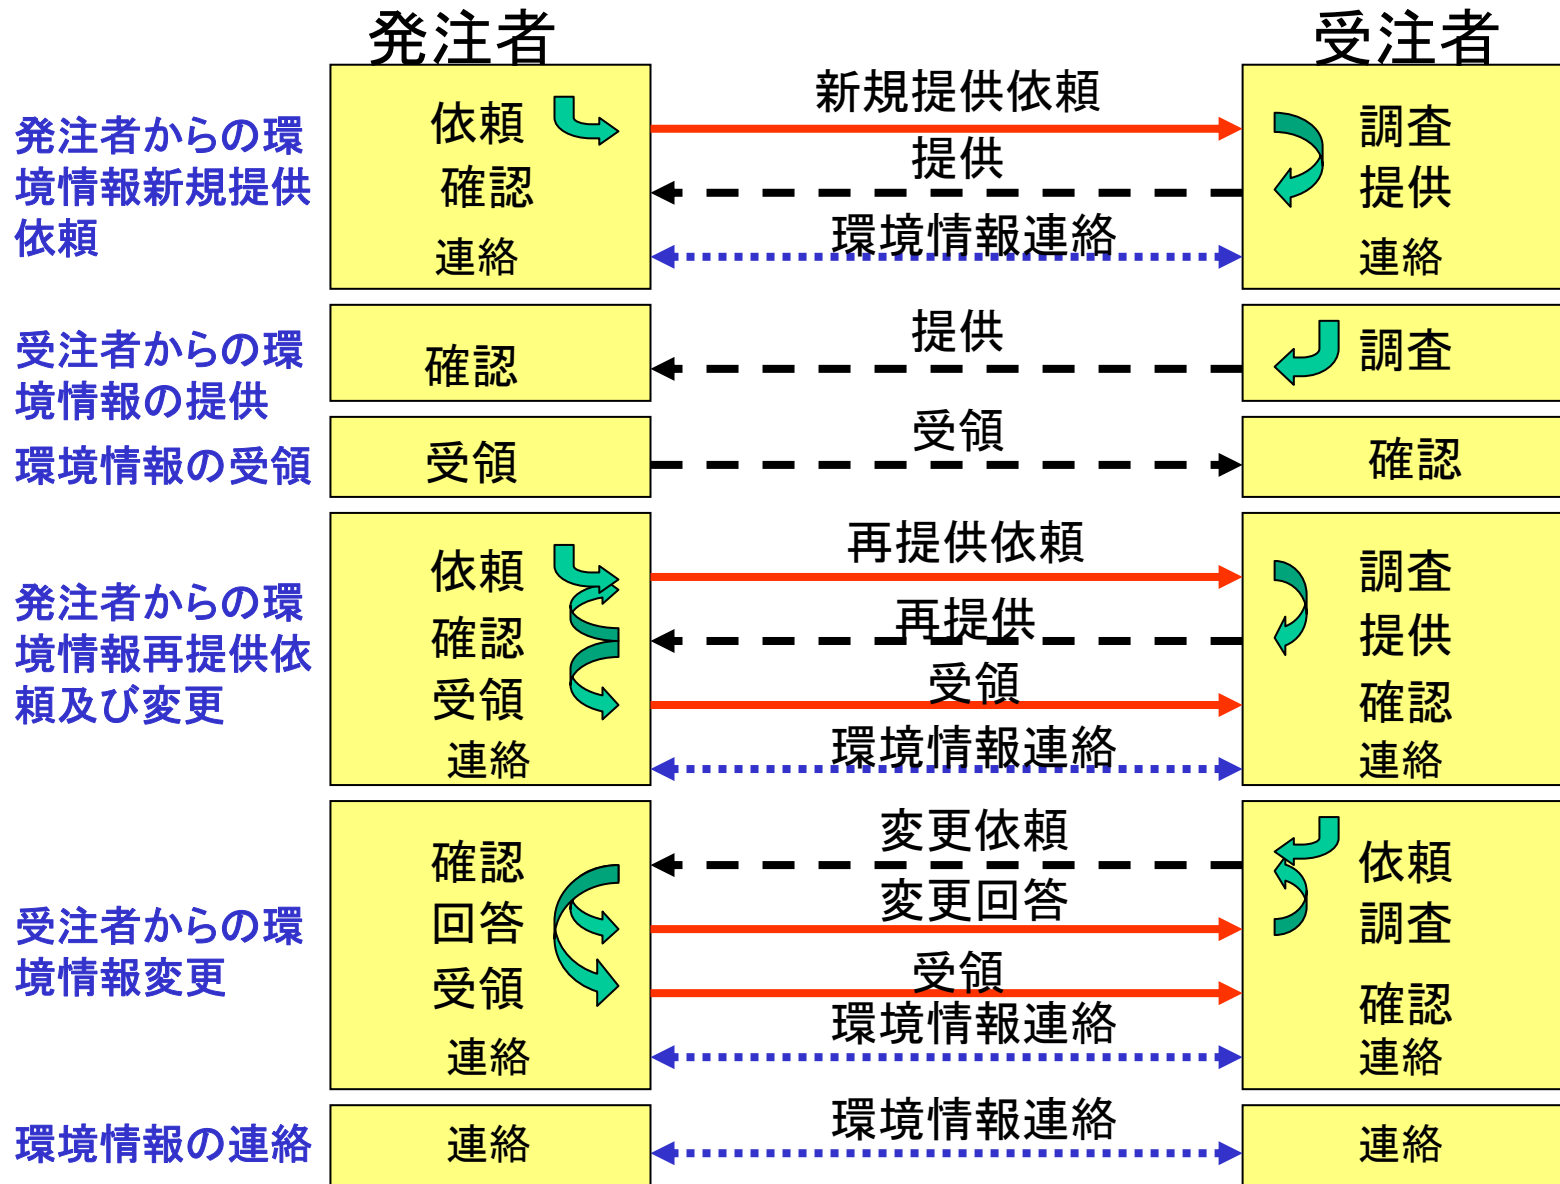 発注者
受注者
発注者からの環
境情報新規提供
依頼
依頼
確認
連絡
新規提供依頼
提供
環境情報連絡
調査
提供
連絡
受注者からの環
境情報の提供
確認
提供
調査
環境情報の受領
受領
受領
確認
発注者からの環
境情報再提供依
頼及び変更
依頼
確認
受領
連絡
再提供依頼
再提供
受領
環境情報連絡
調査
提供
確認
連絡
受注者からの環
境情報変更
確認
回答
受領
連絡
変更依頼
変更回答
受領
環境情報連絡
依頼
調査
確認
連絡
環境情報の連絡
連絡
環境情報連絡
連絡